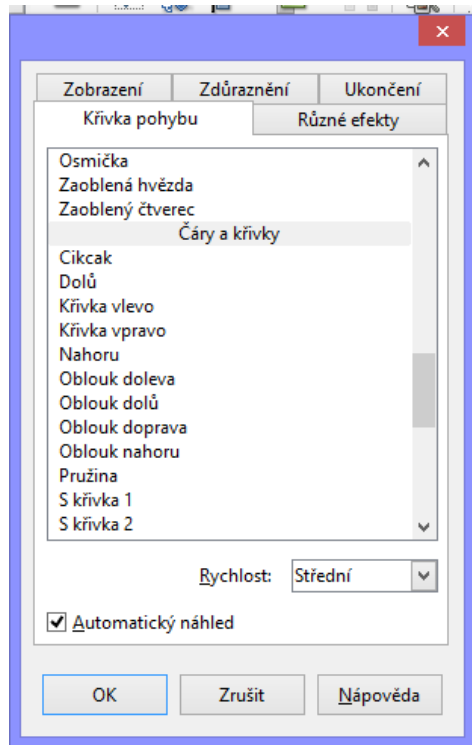 Zobrazení Zdůraznění Ukončení
Křivka pohybu Různé efekty
Osmička
Zaoblená hvězda
Zaoblený čtverec
Čáry a křivky
Cikcak
Dolů
Křivka vlevo
Křivka vpravo
Nahoru
Oblouk doleva
Oblouk dolů
Oblouk doprava
Oblouk nahoru
Pružina
S křivka 1
S křivka 2
Rychlost: Střední
Automatický náhled
OK Zrušit Nápověda